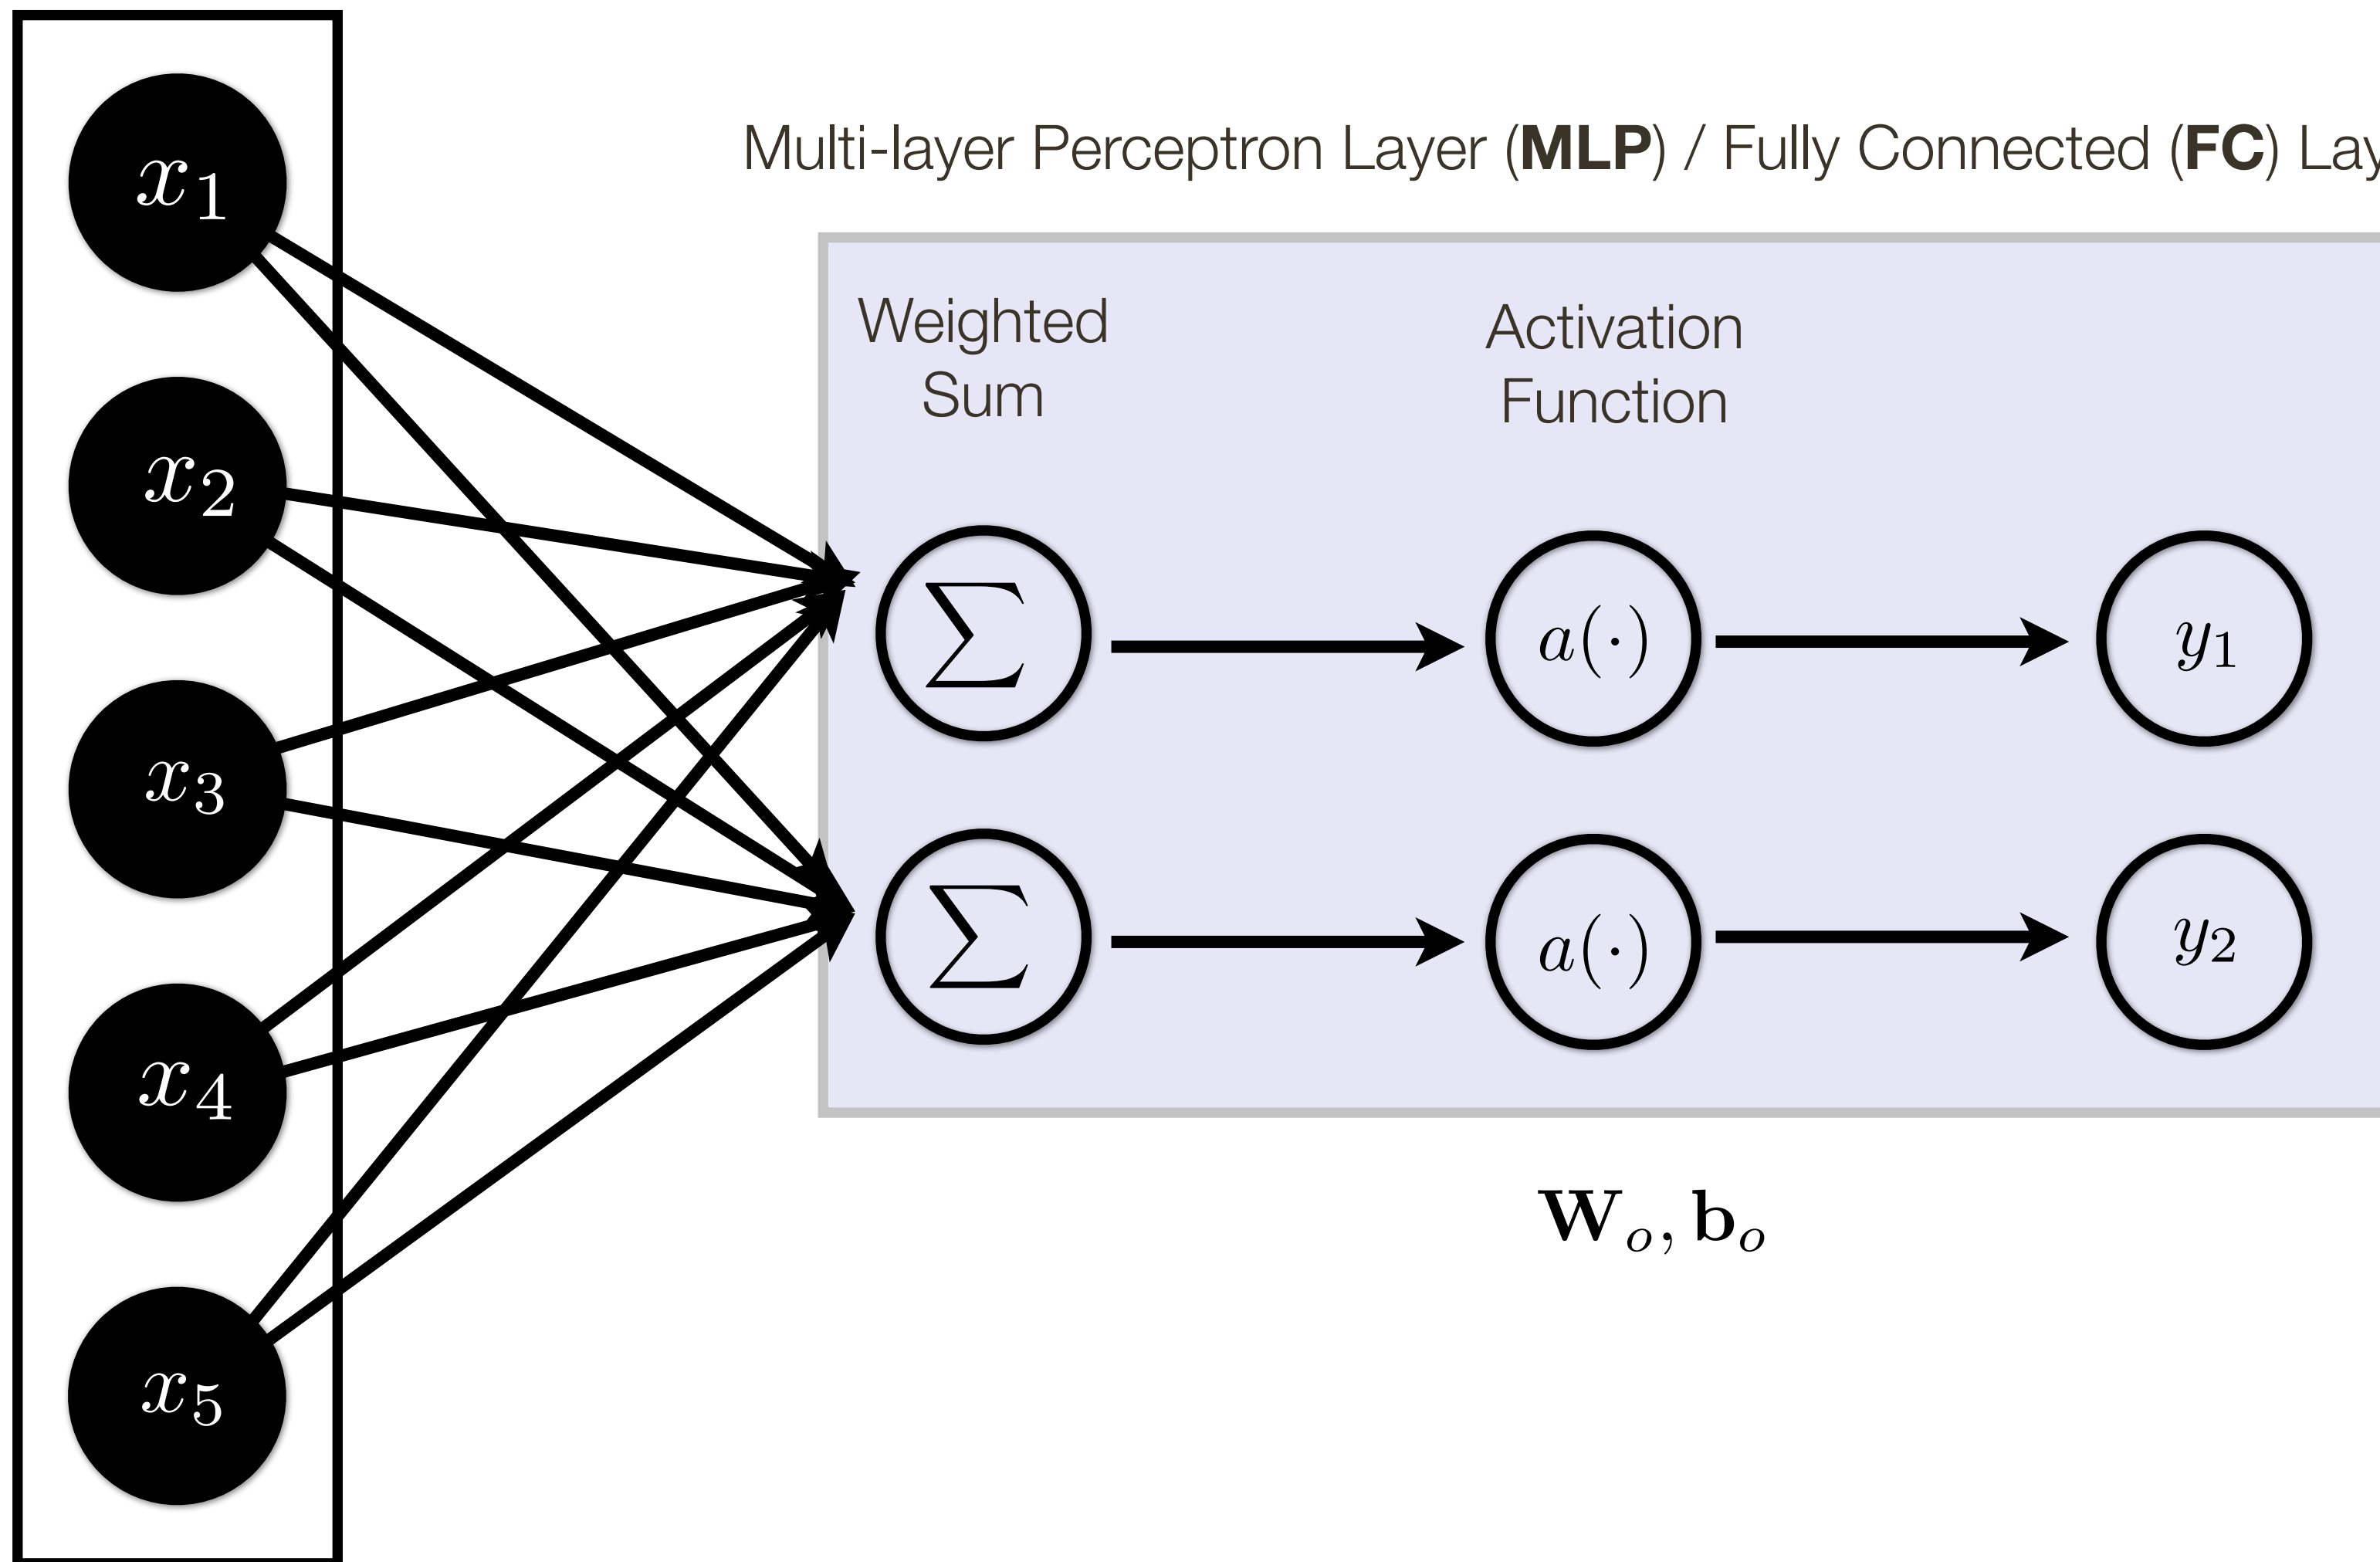 Multi-layer Perceptron Layer (MLP) / Fully Connected (FC) Lay
Weighted
Sum
Activation
Function
x₁
x₂
x₃
x₄
x₅
∑
a(·)
y₁
∑
a(·)
y₂
Wₒ, bₒ